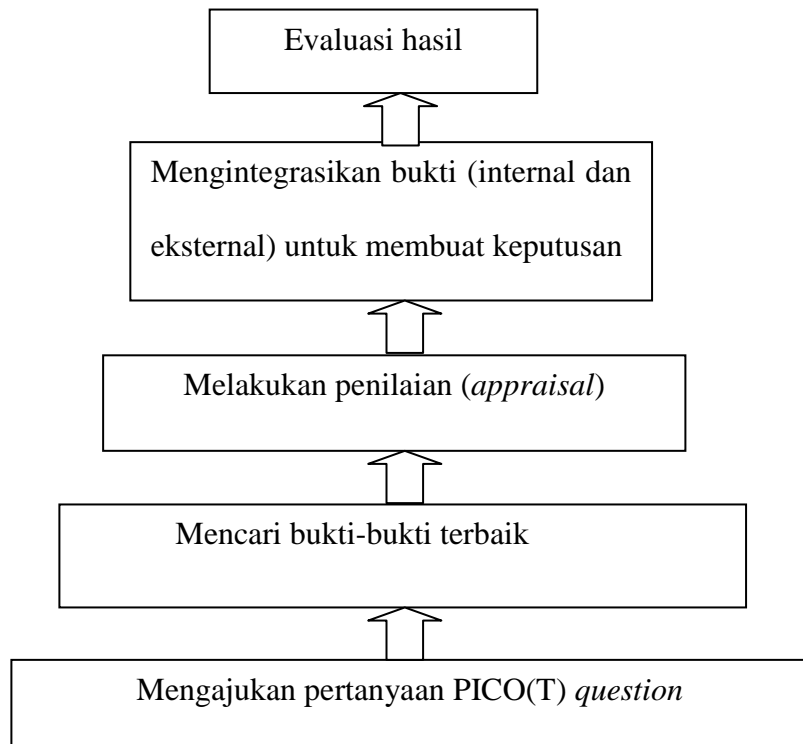 Evaluasi hasil
Mengintegrasikan bukti (internal dan
eksternal) untuk membuat keputusan
Melakukan penilaian (appraisal)
Mencari bukti-bukti terbaik
Mengajukan pertanyaan PICO(T) question